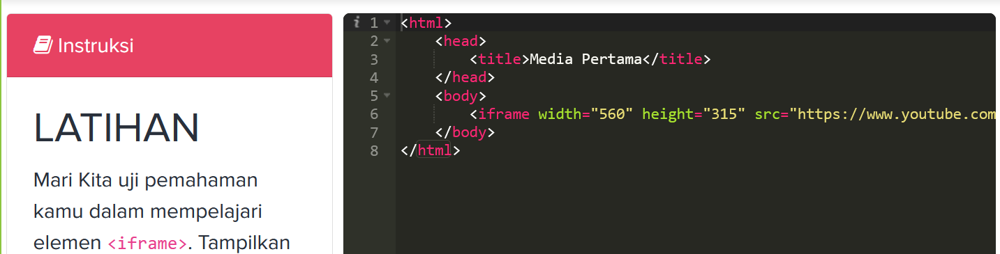 Instruksi
LATIHAN
Mari Kita uji pemahaman
kamu dalam mempelajari
elemen <iframe>. Tampilkan
i 1 <html>
2 <head>
3 <title>Media Pertama</title>
4 </head>
5 <body>
6 <iframe width="560" height="315" src="https://www.youtube.com
7 </body>
8 </html>